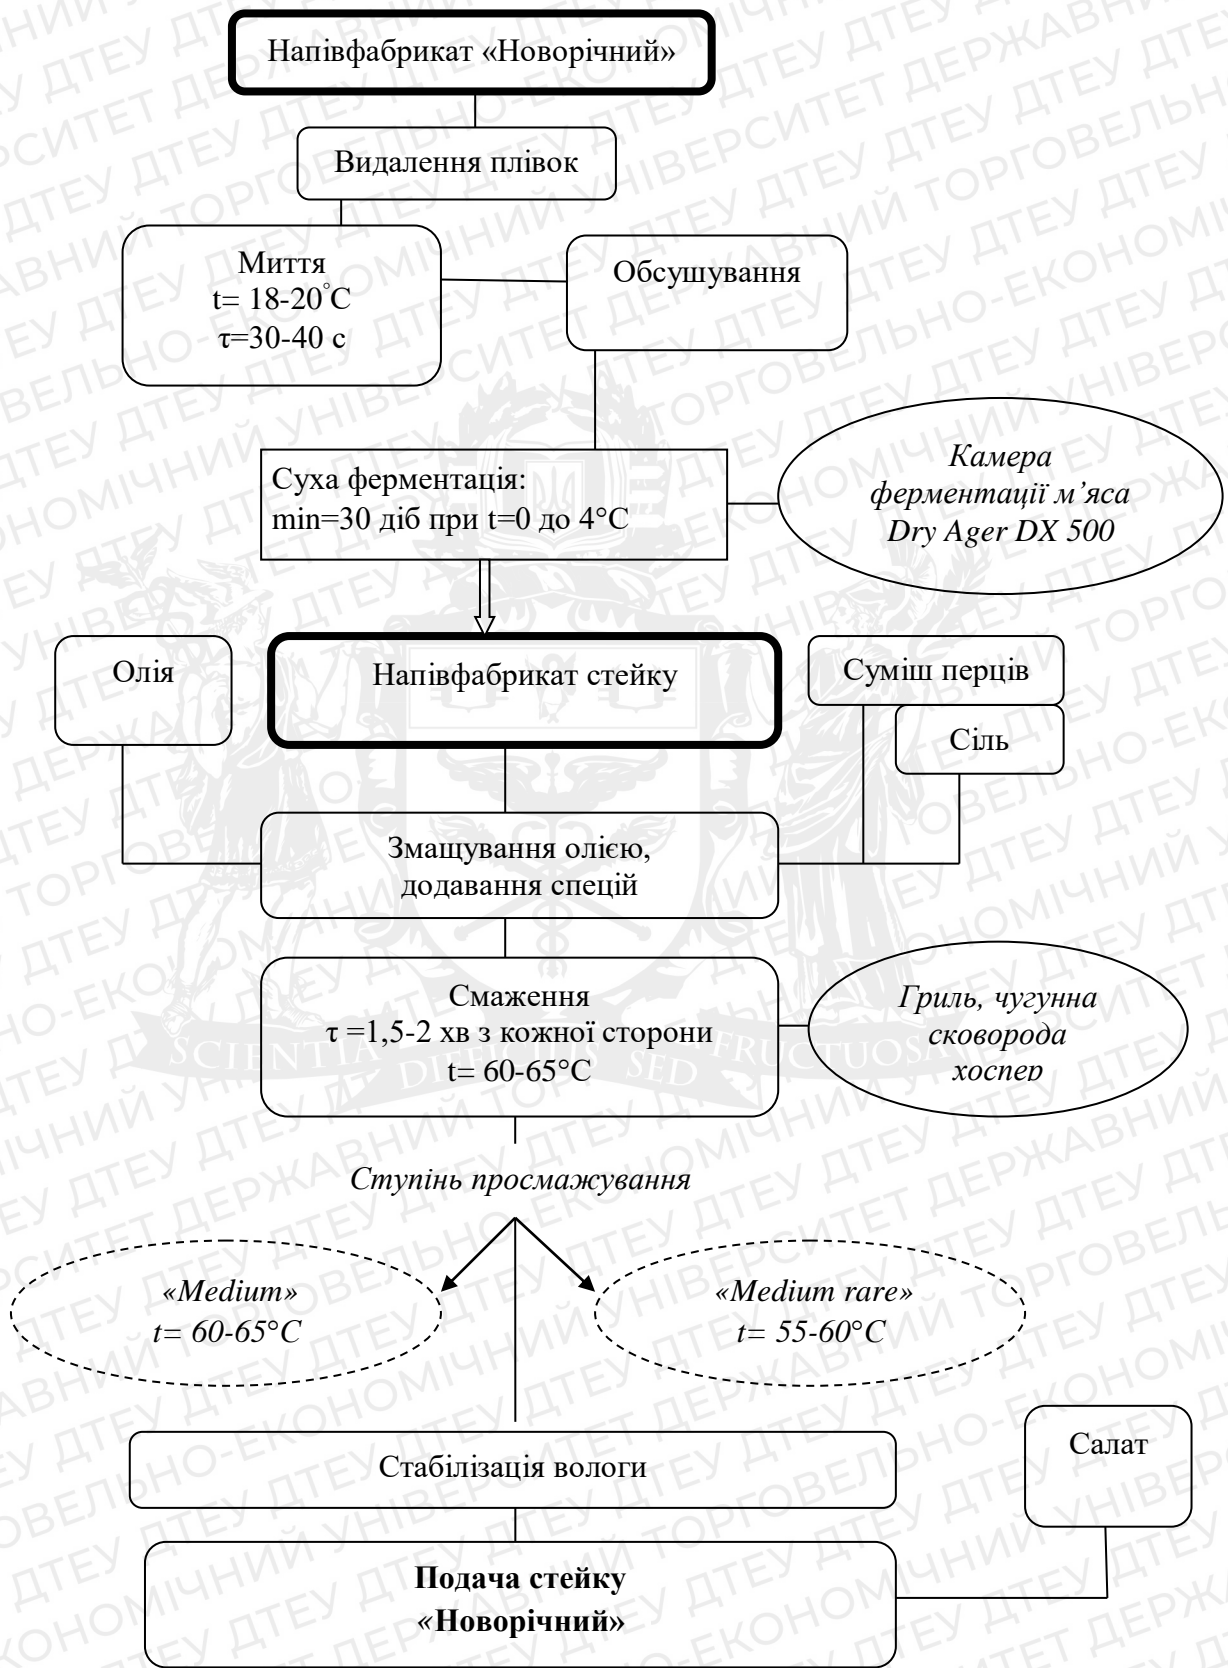 Напівфабрикат «Новорічний»
Видалення плівок
Миття
t= 18-20°С
τ=30-40 с
Обсушування
Суха ферментація:
min=30 діб при t=0 до 4°С
Камера
ферментації м’яса
Dry Ager DX 500
Олія
Напівфабрикат стейку
Суміш перців
Сіль
Змащування олією,
додавання спецій
Смаження
τ =1,5-2 хв з кожної сторони
t= 60-65°С
Гриль, чугунна
сковорода
хоспер
Ступінь просмажування
«Medium»
t= 60-65°С
«Medium rare»
t= 55-60°С
Стабілізація вологи
Салат
Подача стейку
«Новорічний»